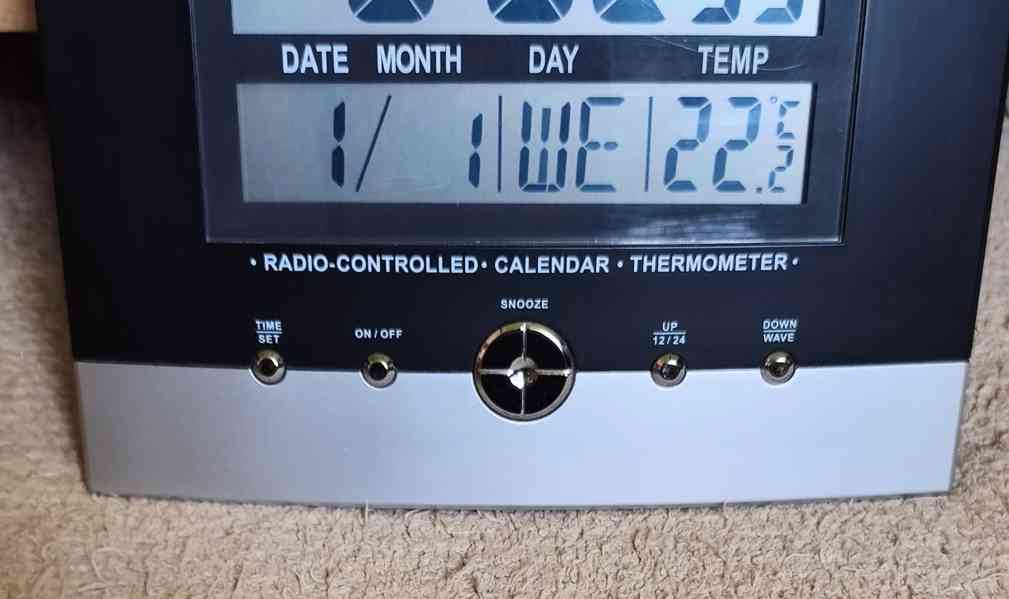 DATE MONTH DAY TEMP
1/ 1 WE 22.2°C
· RADIO-CONTROLLED · CALENDAR · THERMOMETER ·
SNOOZE
TIME ON / OFF UP DOWN
SET 12 / 24 WAVE